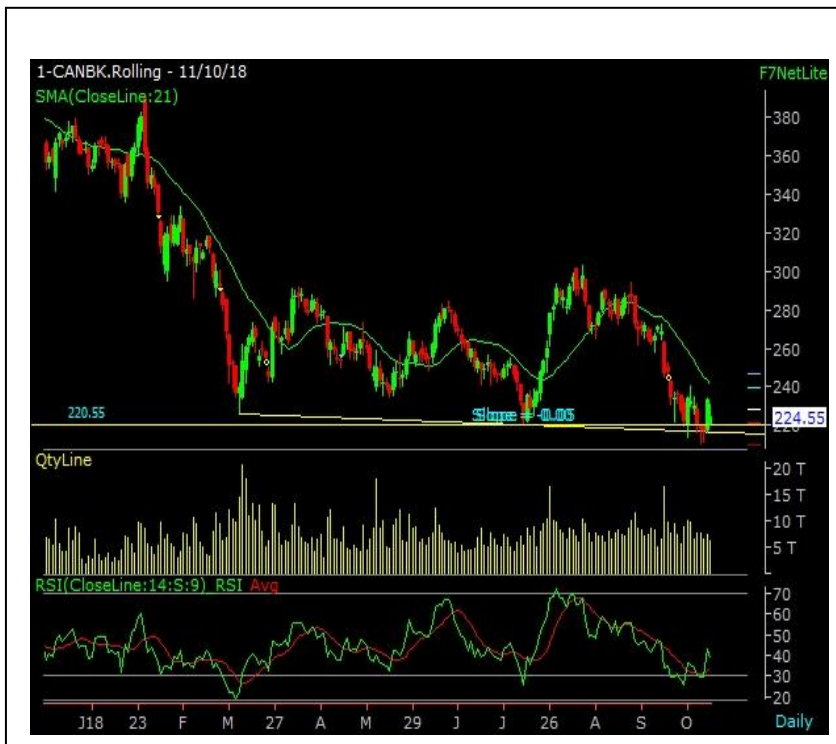 1-CANBK.Rolling - 11/10/18
F7NetLite
SMA(CloseLine:21)
380
360
340
320
300
280
260
240
220.55
224.55
220
QtyLine
20 T
15 T
10 T
5 T
RSI(CloseLine:14:S:9) RSI Avg
70
60
50
40
30
20
J18 23 F M 27 A M 29 J J 26 A S O
Daily